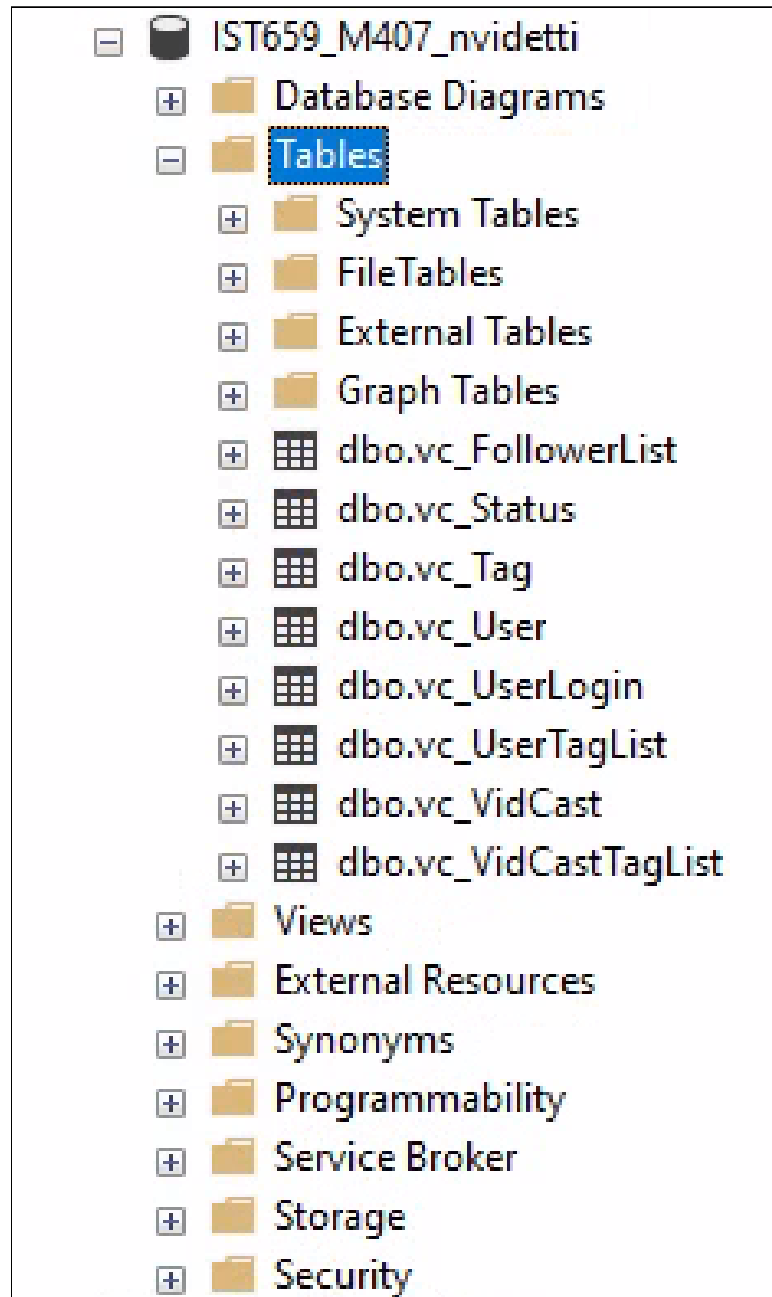 IST659_M407_nvidetti
Database Diagrams
Tables
System Tables
FileTables
External Tables
Graph Tables
dbo.vc_FollowerList
dbo.vc_Status
dbo.vc_Tag
dbo.vc_User
dbo.vc_UserLogin
dbo.vc_UserTagList
dbo.vc_VidCast
dbo.vc_VidCastTagList
Views
External Resources
Synonyms
Programmability
Service Broker
Storage
Security